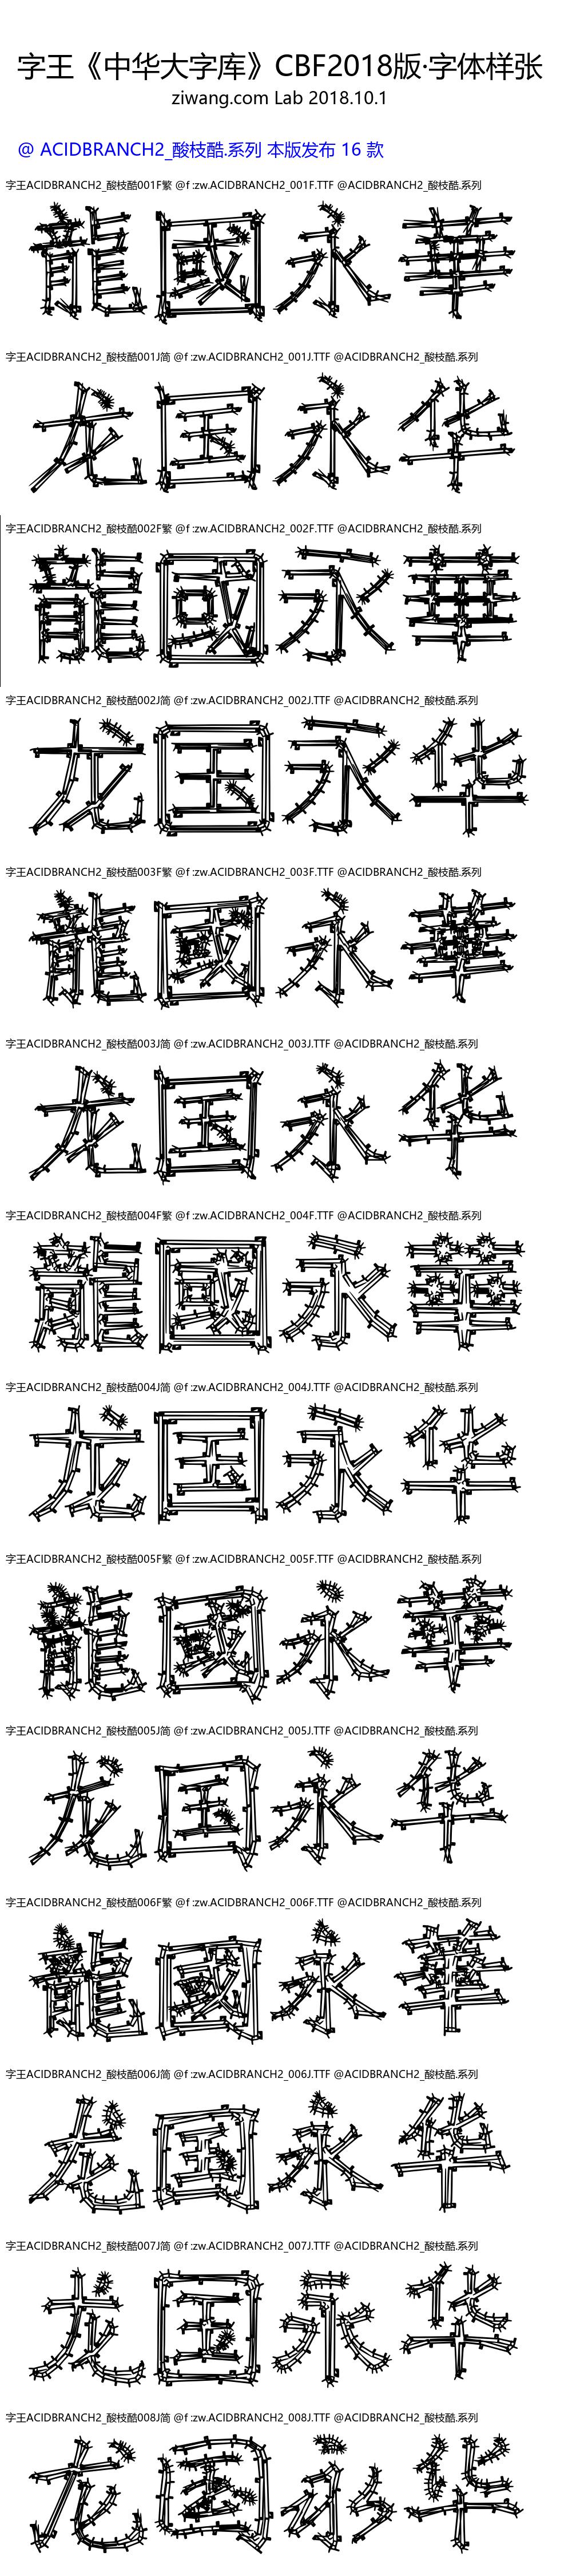 字王《中华大字库》CBF2018版·字体样张
ziwang.com Lab 2018.10.1
@ ACIDBRANCH2_酸枝酷.系列 本版发布 16 款
字王ACIDBRANCH2_酸枝酷001F繁 @f :zw.ACIDBRANCH2_001F.TTF @ACIDBRANCH2_酸枝酷.系列
龍國永華
字王ACIDBRANCH2_酸枝酷001J简 @f :zw.ACIDBRANCH2_001J.TTF @ACIDBRANCH2_酸枝酷.系列
龙国永华
字王ACIDBRANCH2_酸枝酷002F繁 @f :zw.ACIDBRANCH2_002F.TTF @ACIDBRANCH2_酸枝酷.系列
龍國永華
字王ACIDBRANCH2_酸枝酷002J简 @f :zw.ACIDBRANCH2_002J.TTF @ACIDBRANCH2_酸枝酷.系列
龙国永华
字王ACIDBRANCH2_酸枝酷003F繁 @f :zw.ACIDBRANCH2_003F.TTF @ACIDBRANCH2_酸枝酷.系列
龍國永華
字王ACIDBRANCH2_酸枝酷003J简 @f :zw.ACIDBRANCH2_003J.TTF @ACIDBRANCH2_酸枝酷.系列
龙国永华
字王ACIDBRANCH2_酸枝酷004F繁 @f :zw.ACIDBRANCH2_004F.TTF @ACIDBRANCH2_酸枝酷.系列
龍國永華
字王ACIDBRANCH2_酸枝酷004J简 @f :zw.ACIDBRANCH2_004J.TTF @ACIDBRANCH2_酸枝酷.系列
龙国永华
字王ACIDBRANCH2_酸枝酷005F繁 @f :zw.ACIDBRANCH2_005F.TTF @ACIDBRANCH2_酸枝酷.系列
龍國永華
字王ACIDBRANCH2_酸枝酷005J简 @f :zw.ACIDBRANCH2_005J.TTF @ACIDBRANCH2_酸枝酷.系列
龙国永华
字王ACIDBRANCH2_酸枝酷006F繁 @f :zw.ACIDBRANCH2_006F.TTF @ACIDBRANCH2_酸枝酷.系列
龍國永華
字王ACIDBRANCH2_酸枝酷006J简 @f :zw.ACIDBRANCH2_006J.TTF @ACIDBRANCH2_酸枝酷.系列
龙国永华
字王ACIDBRANCH2_酸枝酷007J简 @f :zw.ACIDBRANCH2_007J.TTF @ACIDBRANCH2_酸枝酷.系列
龙国永华
字王ACIDBRANCH2_酸枝酷008J简 @f :zw.ACIDBRANCH2_008J.TTF @ACIDBRANCH2_酸枝酷.系列
龙国永华